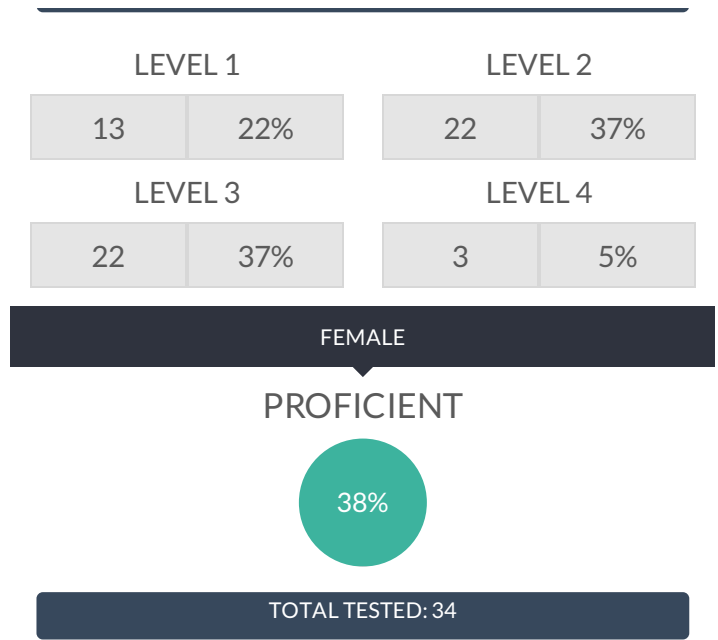 LEVEL 1 LEVEL 2
13 22% 22 37%
LEVEL 3 LEVEL 4
22 37% 3 5%
FEMALE
PROFICIENT
38%
TOTAL TESTED: 34